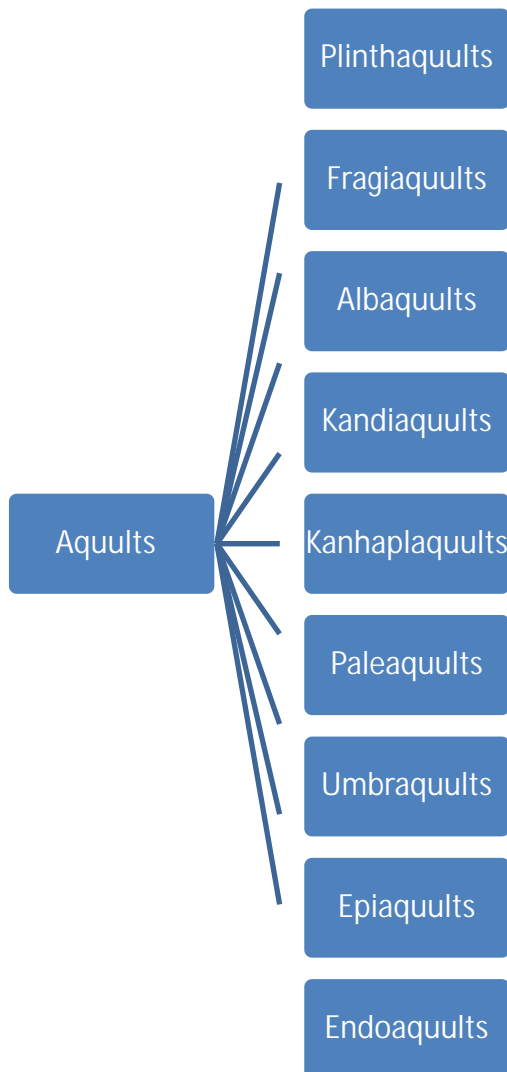 Plinthaquults
Fragiaquults
Albaquults
Kandiaquults
Aquults
Kanhaplaquults
Paleaquults
Umbraquults
Epiaquults
Endoaquults